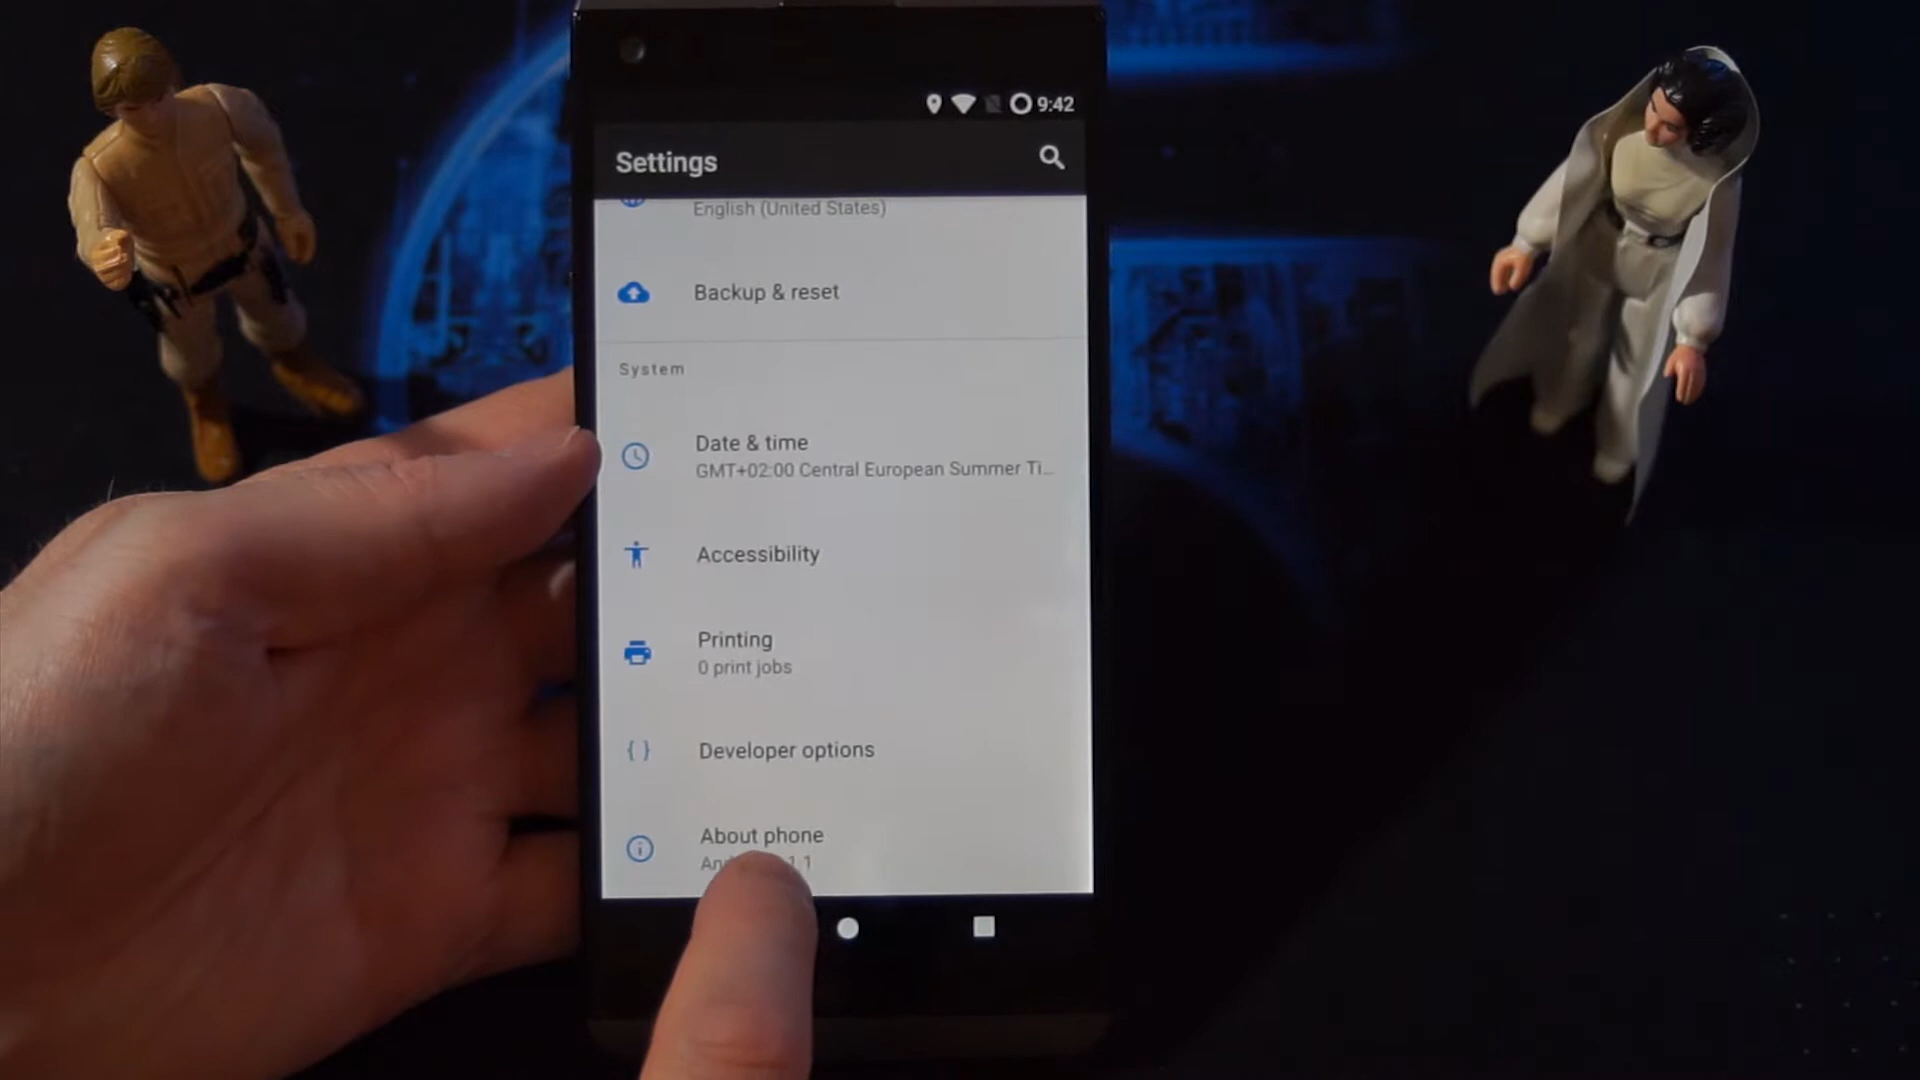 9:42
Settings
English (United States)
Backup & reset
System
Date & time
GMT+02:00 Central European Summer Ti...
Accessibility
Printing
0 print jobs
{ }
Developer options
About phone